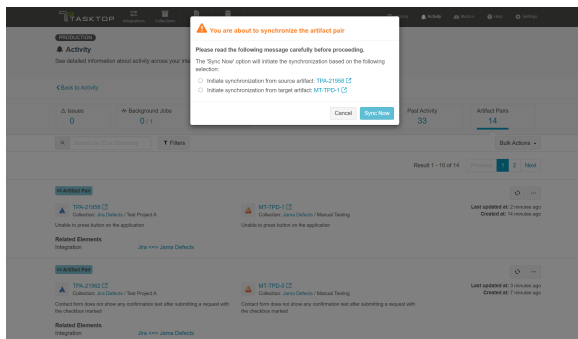 TASKTOP
Integrations
Collections
Activity
Metrics
Help
Settings
You are about to synchronize the artifact pair
Please read the following message carefully before proceeding.
The 'Sync Now' option will initiate the synchronization based on the following
selection:
Initiate synchronization from source artifact: TPA-21958
Initiate synchronization from target artifact: MT-TPD-1
Cancel
Sync Now
PRODUCTION
Activity
See detailed information about activity across your inte
Back to Activity
Issues
0
Background Jobs
0 / 1
Past Activity
33
Artifact Pairs
14
Filters
Bulk Actions
Result 1 - 10 of 14
Previous
1
2
Next
Artifact Pair
TPA-21958
Collection: Jira Defects / Test Project A
Unable to press button on the application
MT-TPD-1
Collection: Jama Defects / Manual Testing
Unable to press button on the application
Last updated at: 2 minutes ago
Created at: 14 minutes ago
Related Elements
Integration
Jira <=> Jama Defects
Artifact Pair
TPA-21962
Collection: Jira Defects / Test Project A
Contact form does not show any confirmation text after submitting a request with
the checkbox marked
MT-TPD-3
Collection: Jama Defects / Manual Testing
Contact form does not show any confirmation text after submitting a request with
the checkbox marked
Last updated at: 3 minutes ago
Created at: 7 minutes ago
Related Elements
Integration
Jira <=> Jama Defects